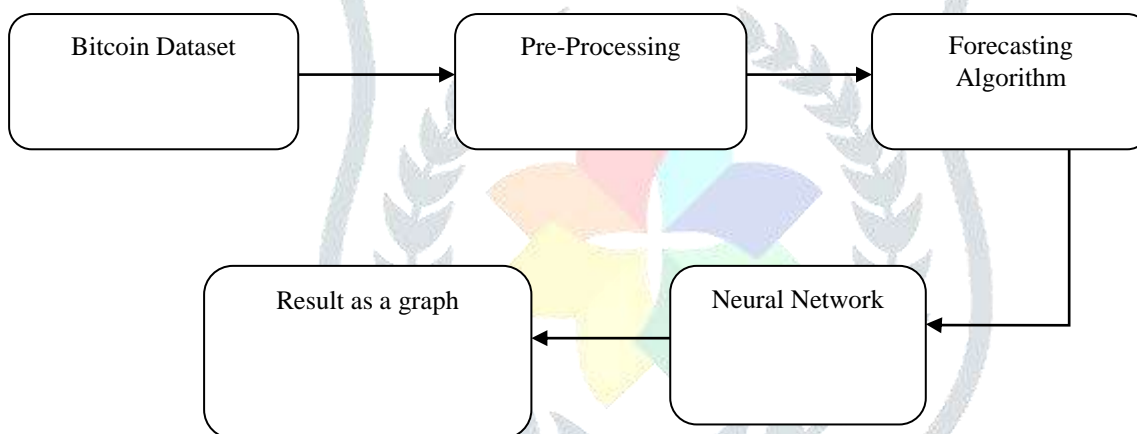 Bitcoin Dataset
Pre-Processing
Forecasting
Algorithm
Neural Network
Result as a graph